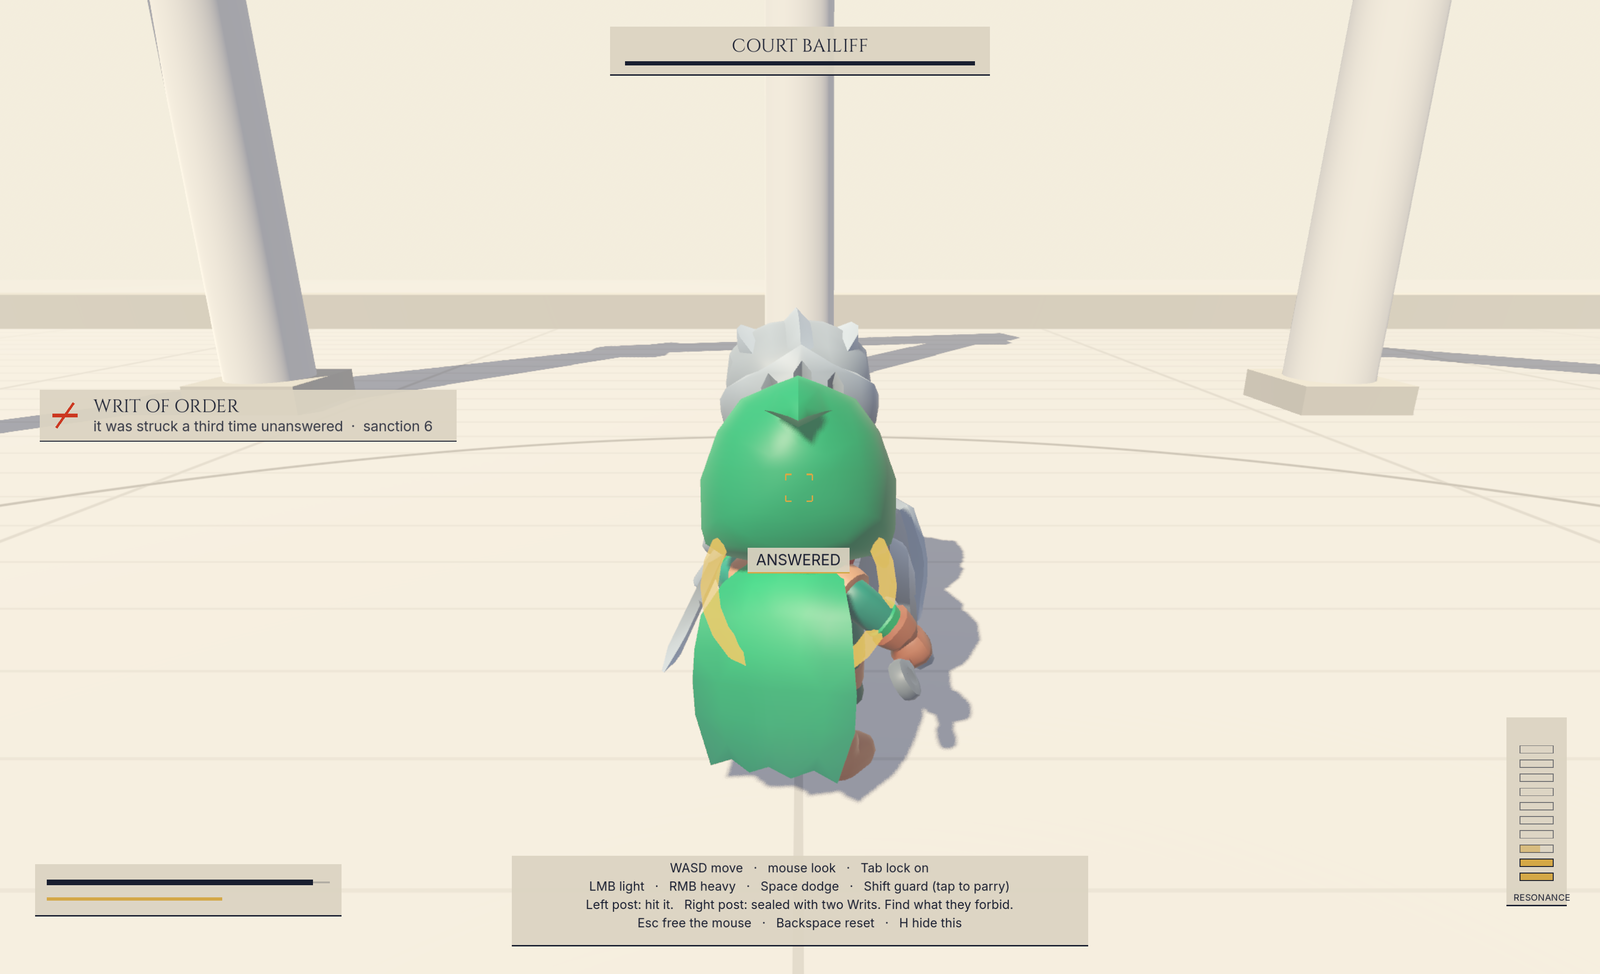 COURT BAILIFF
WRIT OF ORDER
it was struck a third time unanswered · sanction 6
ANSWERED
WASD move · mouse look · Tab lock on
LMB light · RMB heavy · Space dodge · Shift guard (tap to parry)
Left post: hit it. Right post: sealed with two Writs. Find what they forbid.
Esc free the mouse · Backspace reset · H hide this
RESONANCE